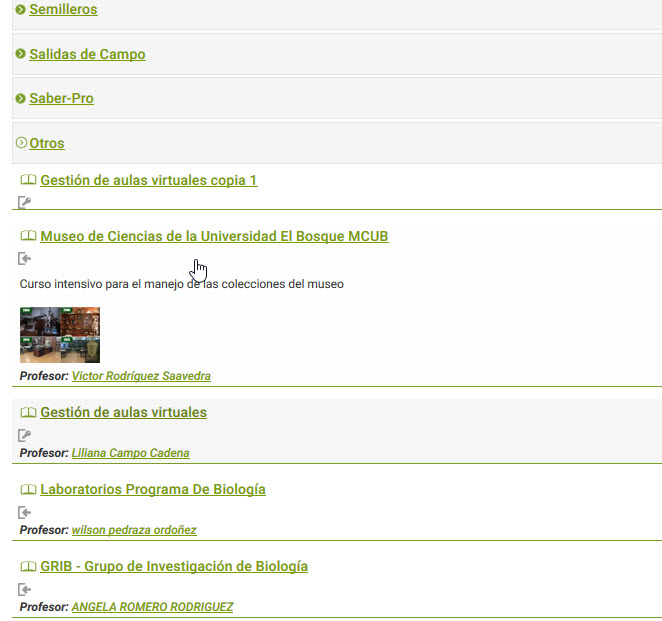 Semilleros
Salidas de Campo
Saber-Pro
Otros
Gestión de aulas virtuales copia 1
Museo de Ciencias de la Universidad El Bosque MCUB
Curso intensivo para el manejo de las colecciones del museo
Profesor: Victor Rodríguez Saavedra
Gestión de aulas virtuales
Profesor: Liliana Campo Cadena
Laboratorios Programa De Biología
Profesor: wilson pedraza ordoñez
GRIB - Grupo de Investigación de Biología
Profesor: ANGELA ROMERO RODRIGUEZ